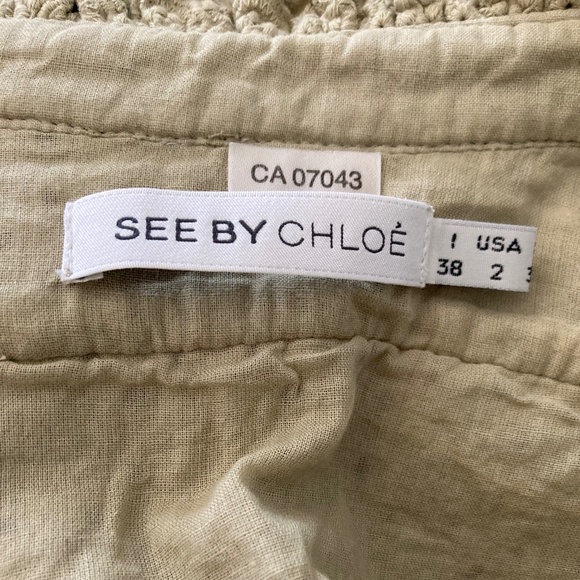 CA 07043
SEE BY CHLOÉ
I USA
38 2